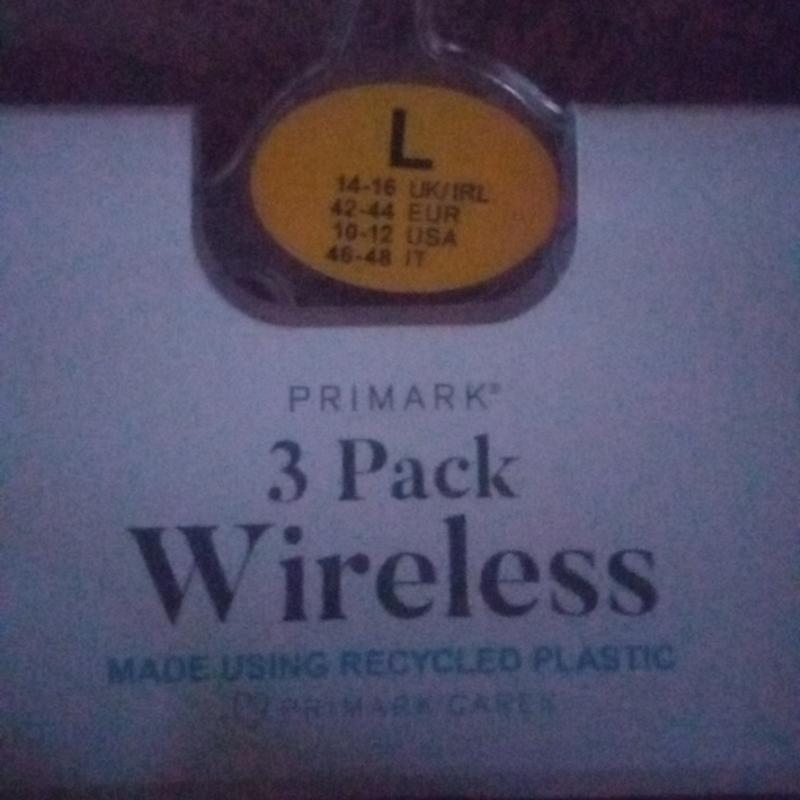 L
14-16 UK/IRL
42-44 EUR
10-12 USA
46-48 IT
PRIMARK®
3 Pack
Wireless
MADE USING RECYCLED PLASTIC
PRIMARK CARES